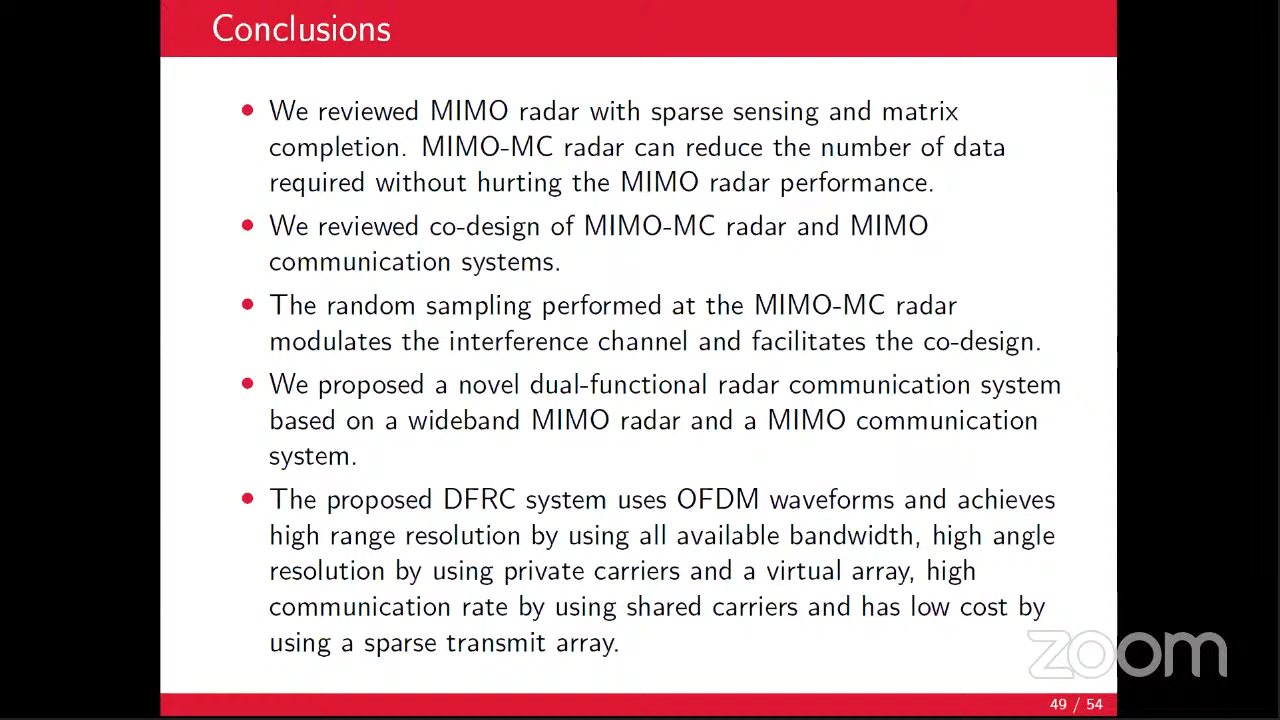 Conclusions
We reviewed MIMO radar with sparse sensing and matrix
completion. MIMO-MC radar can reduce the number of data
required without hurting the MIMO radar performance.
We reviewed co-design of MIMO-MC radar and MIMO
communication systems.
The random sampling performed at the MIMO-MC radar
modulates the interference channel and facilitates the co-design.
We proposed a novel dual-functional radar communication system
based on a wideband MIMO radar and a MIMO communication
system.
The proposed DFRC system uses OFDM waveforms and achieves
high range resolution by using all available bandwidth, high angle
resolution by using private carriers and a virtual array, high
communication rate by using shared carriers and has low cost by
using a sparse transmit array.
zoom
49 / 54